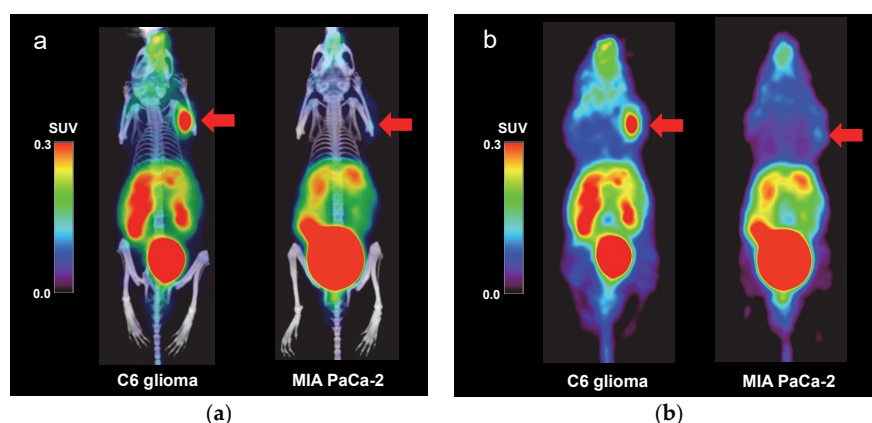 a
SUV
0.3
0.0
C6 glioma
MIA PaCa-2
(a)
b
SUV
0.3
0.0
C6 glioma
MIA PaCa-2
(b)